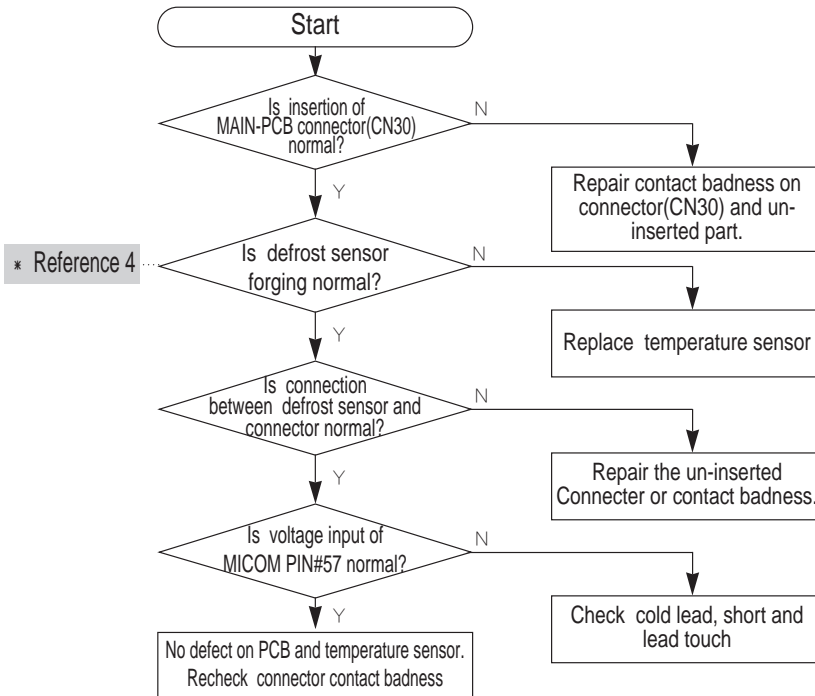 Start
Is insertion of
MAIN-PCB connector(CN30)
normal?
N
Repair contact badness on
connector(CN30) and un-
inserted part.
Y
* Reference 4
Is defrost sensor
forging normal?
N
Replace temperature sensor
Y
Is connection
between defrost sensor and
connector normal?
N
Repair the un-inserted
Connecter or contact badness.
Y
Is voltage input of
MICOM PIN#57 normal?
N
Check cold lead, short and
lead touch
Y
No defect on PCB and temperature sensor.
Recheck connector contact badness